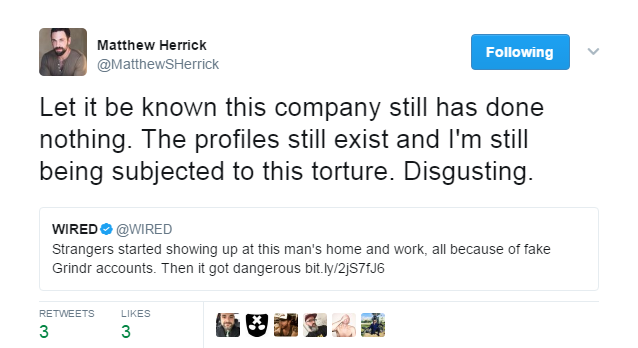 Matthew Herrick
@MatthewSHerrick
Following
Let it be known this company still has done
nothing. The profiles still exist and I'm still
being subjected to this torture. Disgusting.
WIRED @WIRED
Strangers started showing up at this man's home and work, all because of fake
Grindr accounts. Then it got dangerous bit.ly/2jS7fJ6
RETWEETS LIKES
3 3